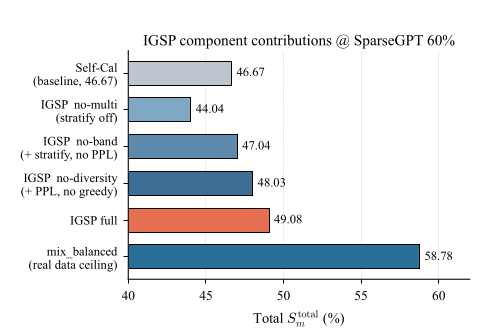 IGSP component contributions @ SparseGPT 60%
Self-Cal
(baseline, 46.67)
46.67
IGSP no-multi
(stratify off)
44.04
IGSP no-band
(+ stratify, no PPL)
47.04
IGSP no-diversity
(+ PPL, no greedy)
48.03
IGSP full
49.08
mix_balanced
(real data ceiling)
58.78
40 45 50 55 60
Total $S_m^{\text{total}}$ (%)